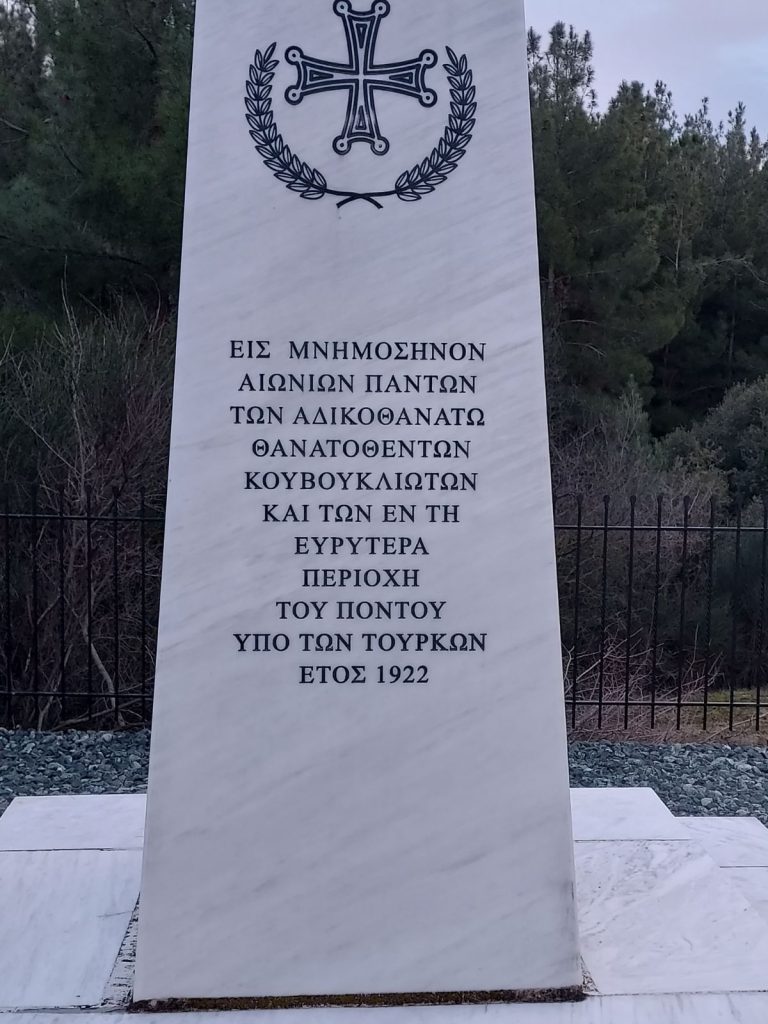 ΕΙΣ ΜΝΗΜΟΣΗΝΟΝ
ΑΙΩΝΙΩΝ ΠΑΝΤΩΝ
ΤΩΝ ΑΔΙΚΟΘΑΝΑΤΩ
ΘΑΝΑΤΟΘΕΝΤΩΝ
ΚΟΥΒΟΥΚΛΙΩΤΩΝ
ΚΑΙ ΤΩΝ ΕΝ ΤΗ
ΕΥΡΥΤΕΡΑ
ΠΕΡΙΟΧΗ
ΤΟΥ ΠΟΝΤΟΥ
ΥΠΟ ΤΩΝ ΤΟΥΡΚΩΝ
ΕΤΟΣ 1922